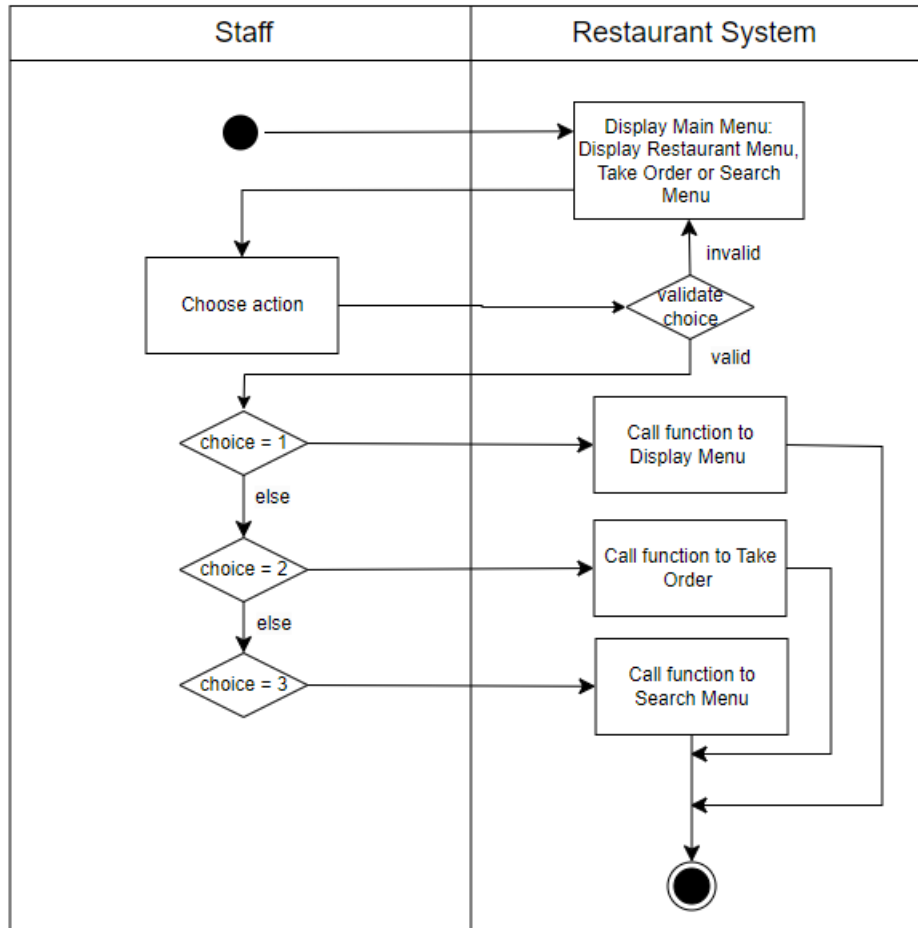 Staff
Restaurant System
Display Main Menu:
Display Restaurant Menu,
Take Order or Search
Menu
invalid
Choose action
validate
choice
valid
choice = 1
Call function to
Display Menu
else
choice = 2
Call function to Take
Order
else
choice = 3
Call function to
Search Menu